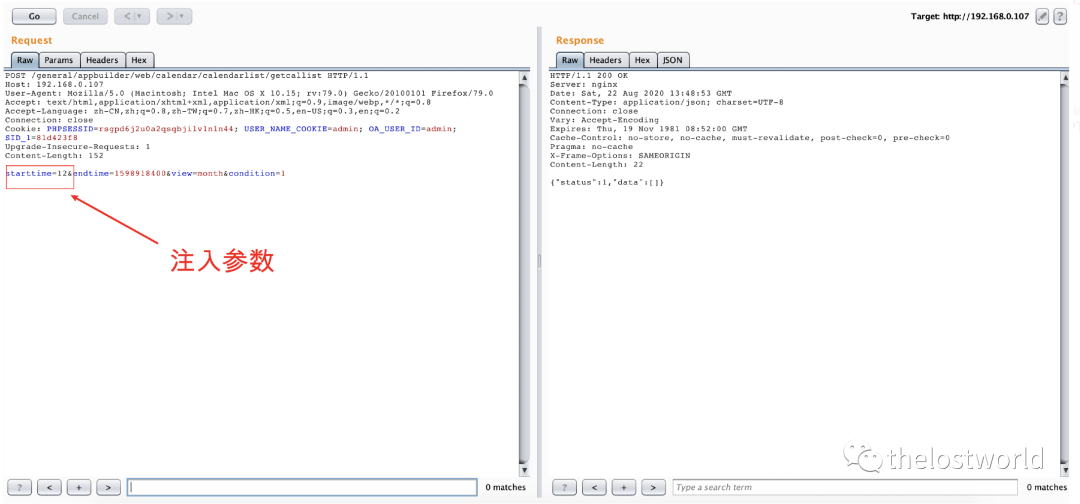 Go Cancel < > Target: http://192.168.0.107 ?
Request
Raw Params Headers Hex
POST /general/appbuilder/web/calendar/calendarlist/getcallist HTTP/1.1
Host: 192.168.0.107
User-Agent: Mozilla/5.0 (Macintosh; Intel Mac OS X 10.15; rv:79.0) Gecko/20100101 Firefox/79.0
Accept: text/html,application/xhtml+xml,application/xml;q=0.9,image/webp,*/*;q=0.8
Accept-Language: zh-CN,zh;q=0.8,zh-TW;q=0.7,zh-HK;q=0.5,en-US;q=0.3,en;q=0.2
Connection: close
Cookie: PHPSESSID=rsgpd6j2u0a2qsqbjilvlnln44; USER_NAME_COOKIE=admin; OA_USER_ID=admin;
SID_1=81d423f8
Upgrade-Insecure-Requests: 1
Content-Length: 152
starttime=12&endtime=1598918400&view=month&condition=1
注入参数
? < + > 0 matches
Response
Raw Headers Hex JSON
HTTP/1.1 200 OK
Server: nginx
Date: Sat, 22 Aug 2020 13:48:53 GMT
Content-Type: application/json; charset=UTF-8
Connection: close
Vary: Accept-Encoding
Expires: Thu, 19 Nov 1981 08:52:00 GMT
Cache-Control: no-store, no-cache, must-revalidate, post-check=0, pre-check=0
Pragma: no-cache
X-Frame-Options: SAMEORIGIN
Content-Length: 22
{"status":1,"data":[]}
thelostworld
? < + > Type a search term 0 matches